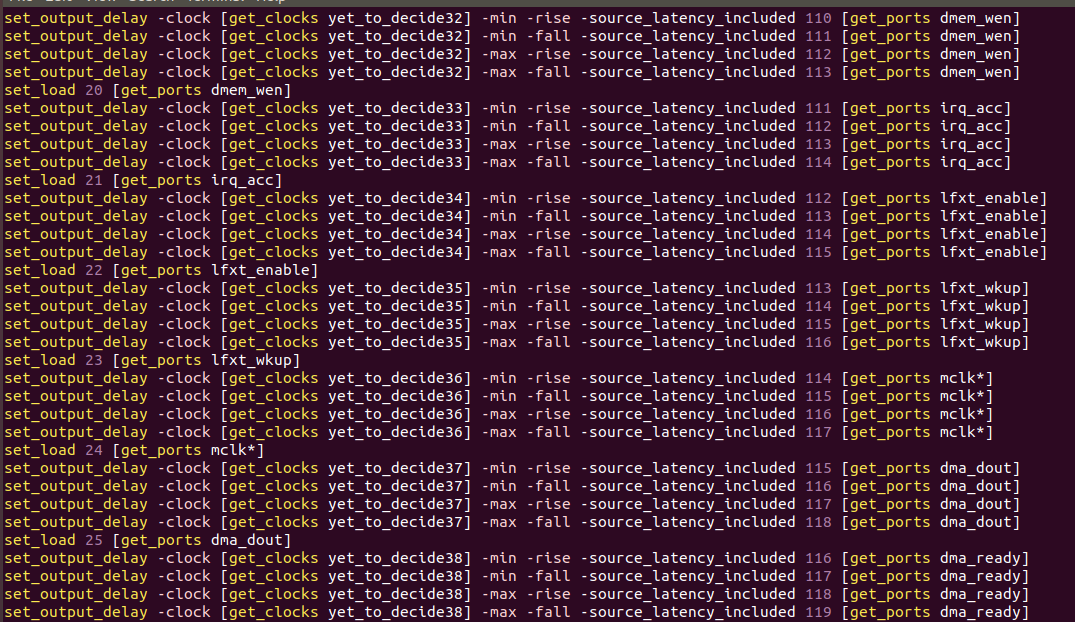 set_output_delay -clock [get_clocks yet_to_decide32] -min -rise -source_latency_included 110 [get_ports dmem_wen]
set_output_delay -clock [get_clocks yet_to_decide32] -min -fall -source_latency_included 111 [get_ports dmem_wen]
set_output_delay -clock [get_clocks yet_to_decide32] -max -rise -source_latency_included 112 [get_ports dmem_wen]
set_output_delay -clock [get_clocks yet_to_decide32] -max -fall -source_latency_included 113 [get_ports dmem_wen]
set_load 20 [get_ports dmem_wen]
set_output_delay -clock [get_clocks yet_to_decide33] -min -rise -source_latency_included 111 [get_ports irq_acc]
set_output_delay -clock [get_clocks yet_to_decide33] -min -fall -source_latency_included 112 [get_ports irq_acc]
set_output_delay -clock [get_clocks yet_to_decide33] -max -rise -source_latency_included 113 [get_ports irq_acc]
set_output_delay -clock [get_clocks yet_to_decide33] -max -fall -source_latency_included 114 [get_ports irq_acc]
set_load 21 [get_ports irq_acc]
set_output_delay -clock [get_clocks yet_to_decide34] -min -rise -source_latency_included 112 [get_ports lfxt_enable]
set_output_delay -clock [get_clocks yet_to_decide34] -min -fall -source_latency_included 113 [get_ports lfxt_enable]
set_output_delay -clock [get_clocks yet_to_decide34] -max -rise -source_latency_included 114 [get_ports lfxt_enable]
set_output_delay -clock [get_clocks yet_to_decide34] -max -fall -source_latency_included 115 [get_ports lfxt_enable]
set_load 22 [get_ports lfxt_enable]
set_output_delay -clock [get_clocks yet_to_decide35] -min -rise -source_latency_included 113 [get_ports lfxt_wkup]
set_output_delay -clock [get_clocks yet_to_decide35] -min -fall -source_latency_included 114 [get_ports lfxt_wkup]
set_output_delay -clock [get_clocks yet_to_decide35] -max -rise -source_latency_included 115 [get_ports lfxt_wkup]
set_output_delay -clock [get_clocks yet_to_decide35] -max -fall -source_latency_included 116 [get_ports lfxt_wkup]
set_load 23 [get_ports lfxt_wkup]
set_output_delay -clock [get_clocks yet_to_decide36] -min -rise -source_latency_included 114 [get_ports mclk*]
set_output_delay -clock [get_clocks yet_to_decide36] -min -fall -source_latency_included 115 [get_ports mclk*]
set_output_delay -clock [get_clocks yet_to_decide36] -max -rise -source_latency_included 116 [get_ports mclk*]
set_output_delay -clock [get_clocks yet_to_decide36] -max -fall -source_latency_included 117 [get_ports mclk*]
set_load 24 [get_ports mclk*]
set_output_delay -clock [get_clocks yet_to_decide37] -min -rise -source_latency_included 115 [get_ports dma_dout]
set_output_delay -clock [get_clocks yet_to_decide37] -min -fall -source_latency_included 116 [get_ports dma_dout]
set_output_delay -clock [get_clocks yet_to_decide37] -max -rise -source_latency_included 117 [get_ports dma_dout]
set_output_delay -clock [get_clocks yet_to_decide37] -max -fall -source_latency_included 118 [get_ports dma_dout]
set_load 25 [get_ports dma_dout]
set_output_delay -clock [get_clocks yet_to_decide38] -min -rise -source_latency_included 116 [get_ports dma_ready]
set_output_delay -clock [get_clocks yet_to_decide38] -min -fall -source_latency_included 117 [get_ports dma_ready]
set_output_delay -clock [get_clocks yet_to_decide38] -max -rise -source_latency_included 118 [get_ports dma_ready]
set_output_delay -clock [get_clocks yet_to_decide38] -max -fall -source_latency_included 119 [get_ports dma_ready]